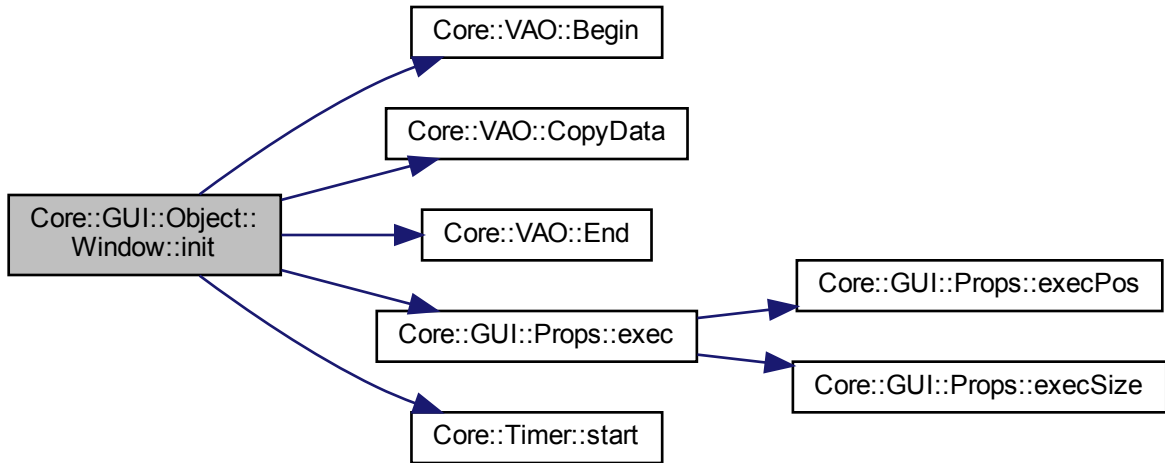 Core::VAO::Begin
Core::VAO::CopyData
Core::GUI::Object::
Window::init
Core::VAO::End
Core::GUI::Props::exec
Core::GUI::Props::execPos
Core::GUI::Props::execSize
Core::Timer::start